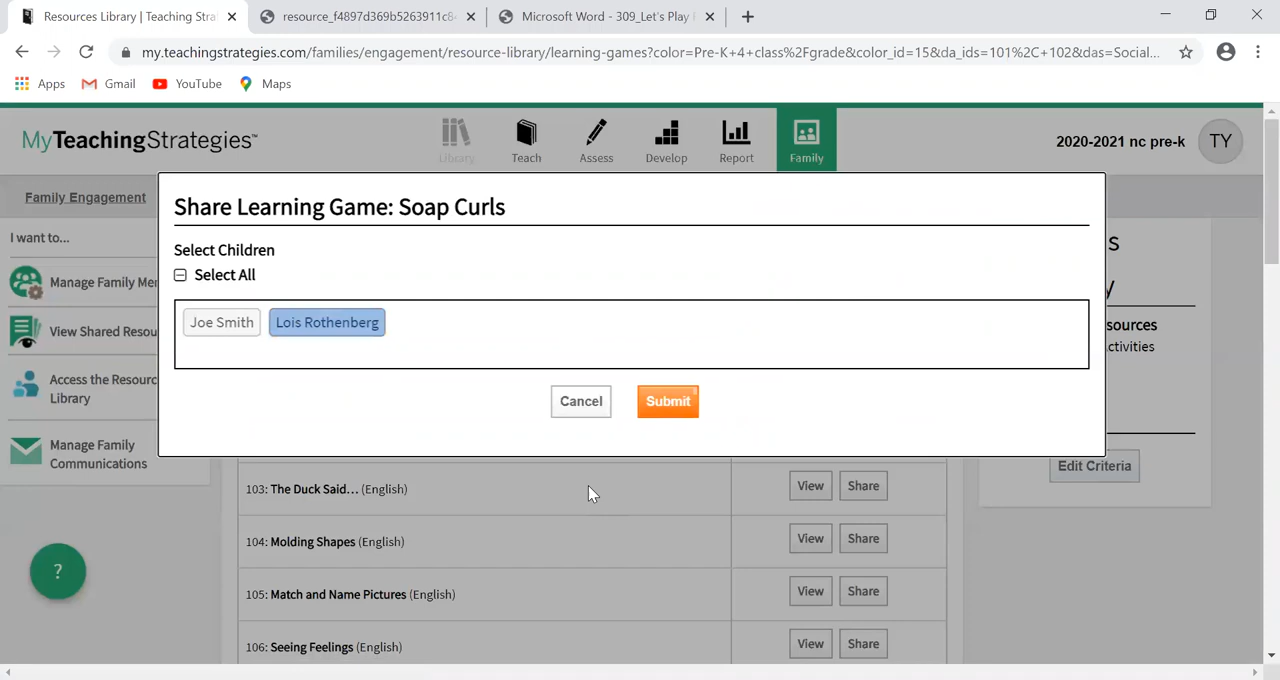 Resources Library | Teaching Stra
resource_f4897d369b5263911c8
Microsoft Word - 309_Let's Play
my.teachingstrategies.com/families/engagement/resource-library/learning-games?color=Pre-K+4+class%2Fgrade&color_id=15&da_ids=101%2C+102&das=Social...
Apps
Gmail
YouTube
Maps
MyTeachingStrategies™
Library
Teach
Assess
Develop
Report
Family
2020-2021 nc pre-k
TY
Family Engagement
I want to...
Manage Family Me
View Shared Resou
Access the Resourc
Library
Manage Family
Communications
?
Share Learning Game: Soap Curls
Select Children
Select All
Joe Smith
Lois Rothenberg
Cancel
Submit
s
y
sources
ctivities
Edit Criteria
103: The Duck Said... (English)
View
Share
104: Molding Shapes (English)
View
Share
105: Match and Name Pictures (English)
View
Share
106: Seeing Feelings (English)
View
Share